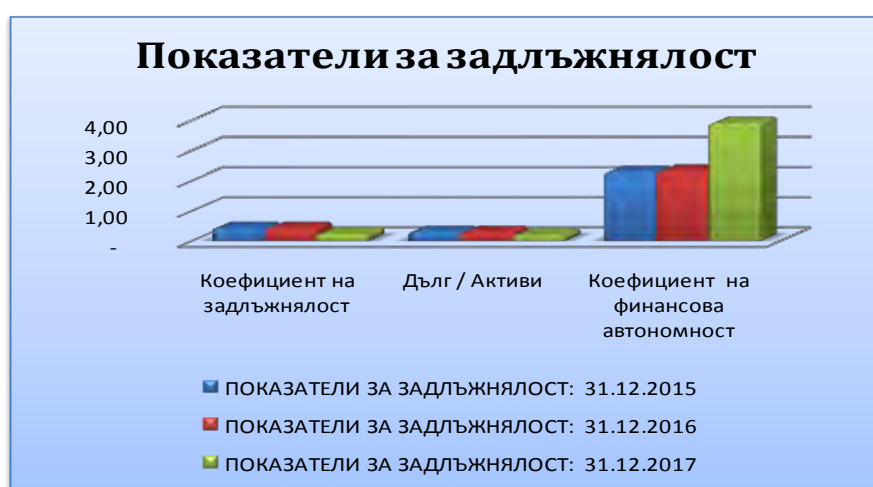 Показатели за задлъжнялост
4,00
3,00
2,00
1,00
-
Коефициент на
задлъжнялост
Дълг / Активи
Коефициент на
финансова
автономност
ПОКАЗАТЕЛИ ЗА ЗАДЛЪЖНЯЛОСТ: 31.12.2015
ПОКАЗАТЕЛИ ЗА ЗАДЛЪЖНЯЛОСТ: 31.12.2016
ПОКАЗАТЕЛИ ЗА ЗАДЛЪЖНЯЛОСТ: 31.12.2017